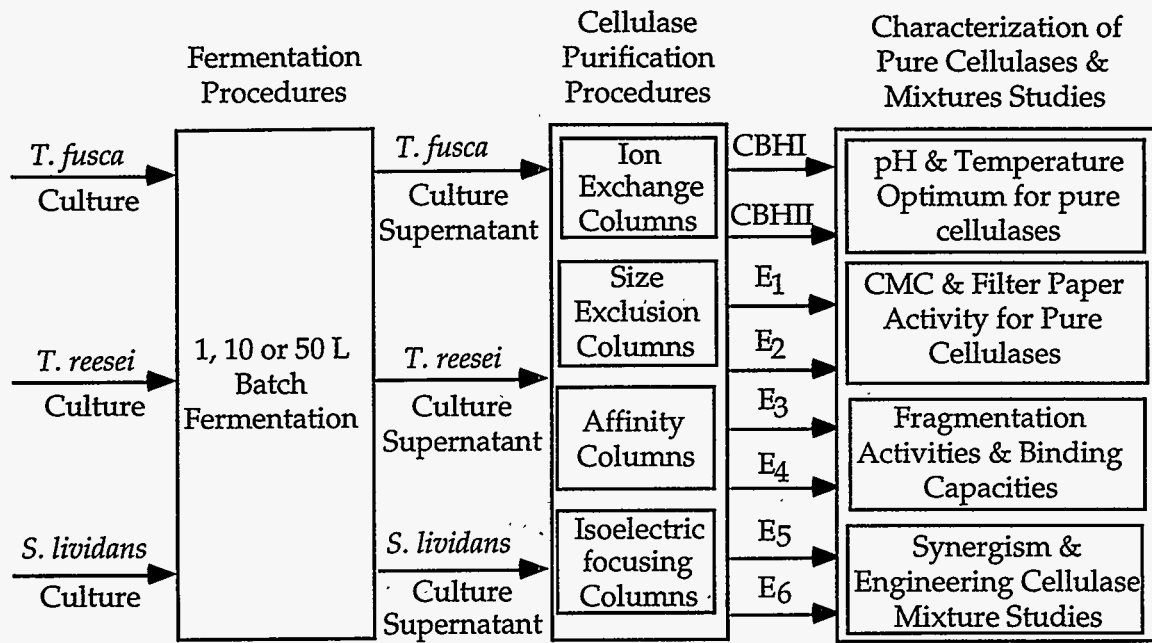 Fermentation
Procedures
Cellulase
Purification
Procedures
Characterization of
Pure Cellulases &
Mixtures Studies
T. fusca
Culture
T. reesei
Culture
S. lividans
Culture
1, 10 or 50 L
Batch
Fermentation
T. fusca
Culture
Supernatant
T. reesei
Culture
Supernatant
S. lividans
Culture
Supernatant
Ion
Exchange
Columns
Size
Exclusion
Columns
Affinity
Columns
Isoelectric
focusing
Columns
CBHI
CBHII
E1
E2
E3
E4
E5
E6
pH & Temperature
Optimum for pure
cellulases
CMC & Filter Paper
Activity for Pure
Cellulases
Fragmentation
Activities & Binding
Capacities
Synergism &
Engineering Cellulase
Mixture Studies